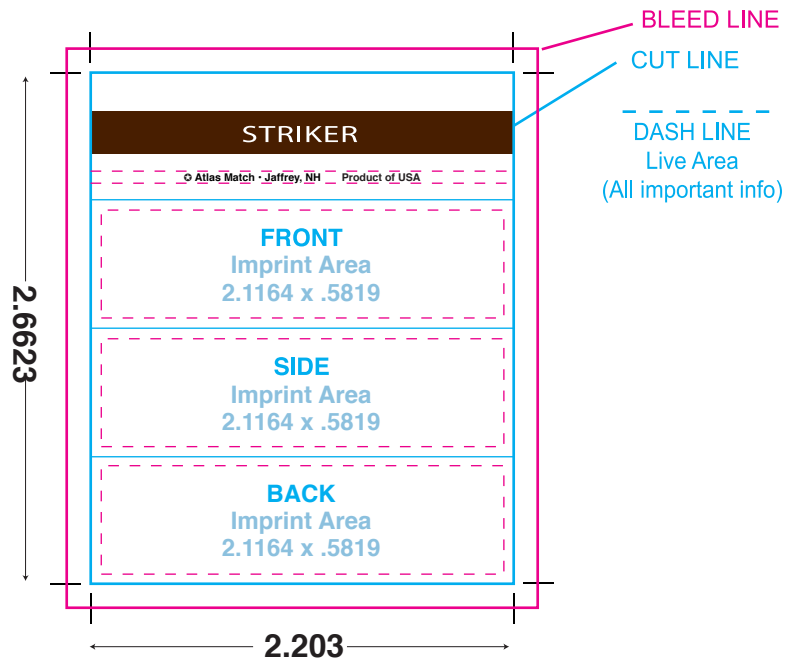 BLEED LINE
CUT LINE
DASH LINE
Live Area
(All important info)
STRIKER
✪ Atlas Match • Jaffrey, NH Product of USA
FRONT
Imprint Area
2.1164 x .5819
SIDE
Imprint Area
2.1164 x .5819
BACK
Imprint Area
2.1164 x .5819
2.6623
2.203